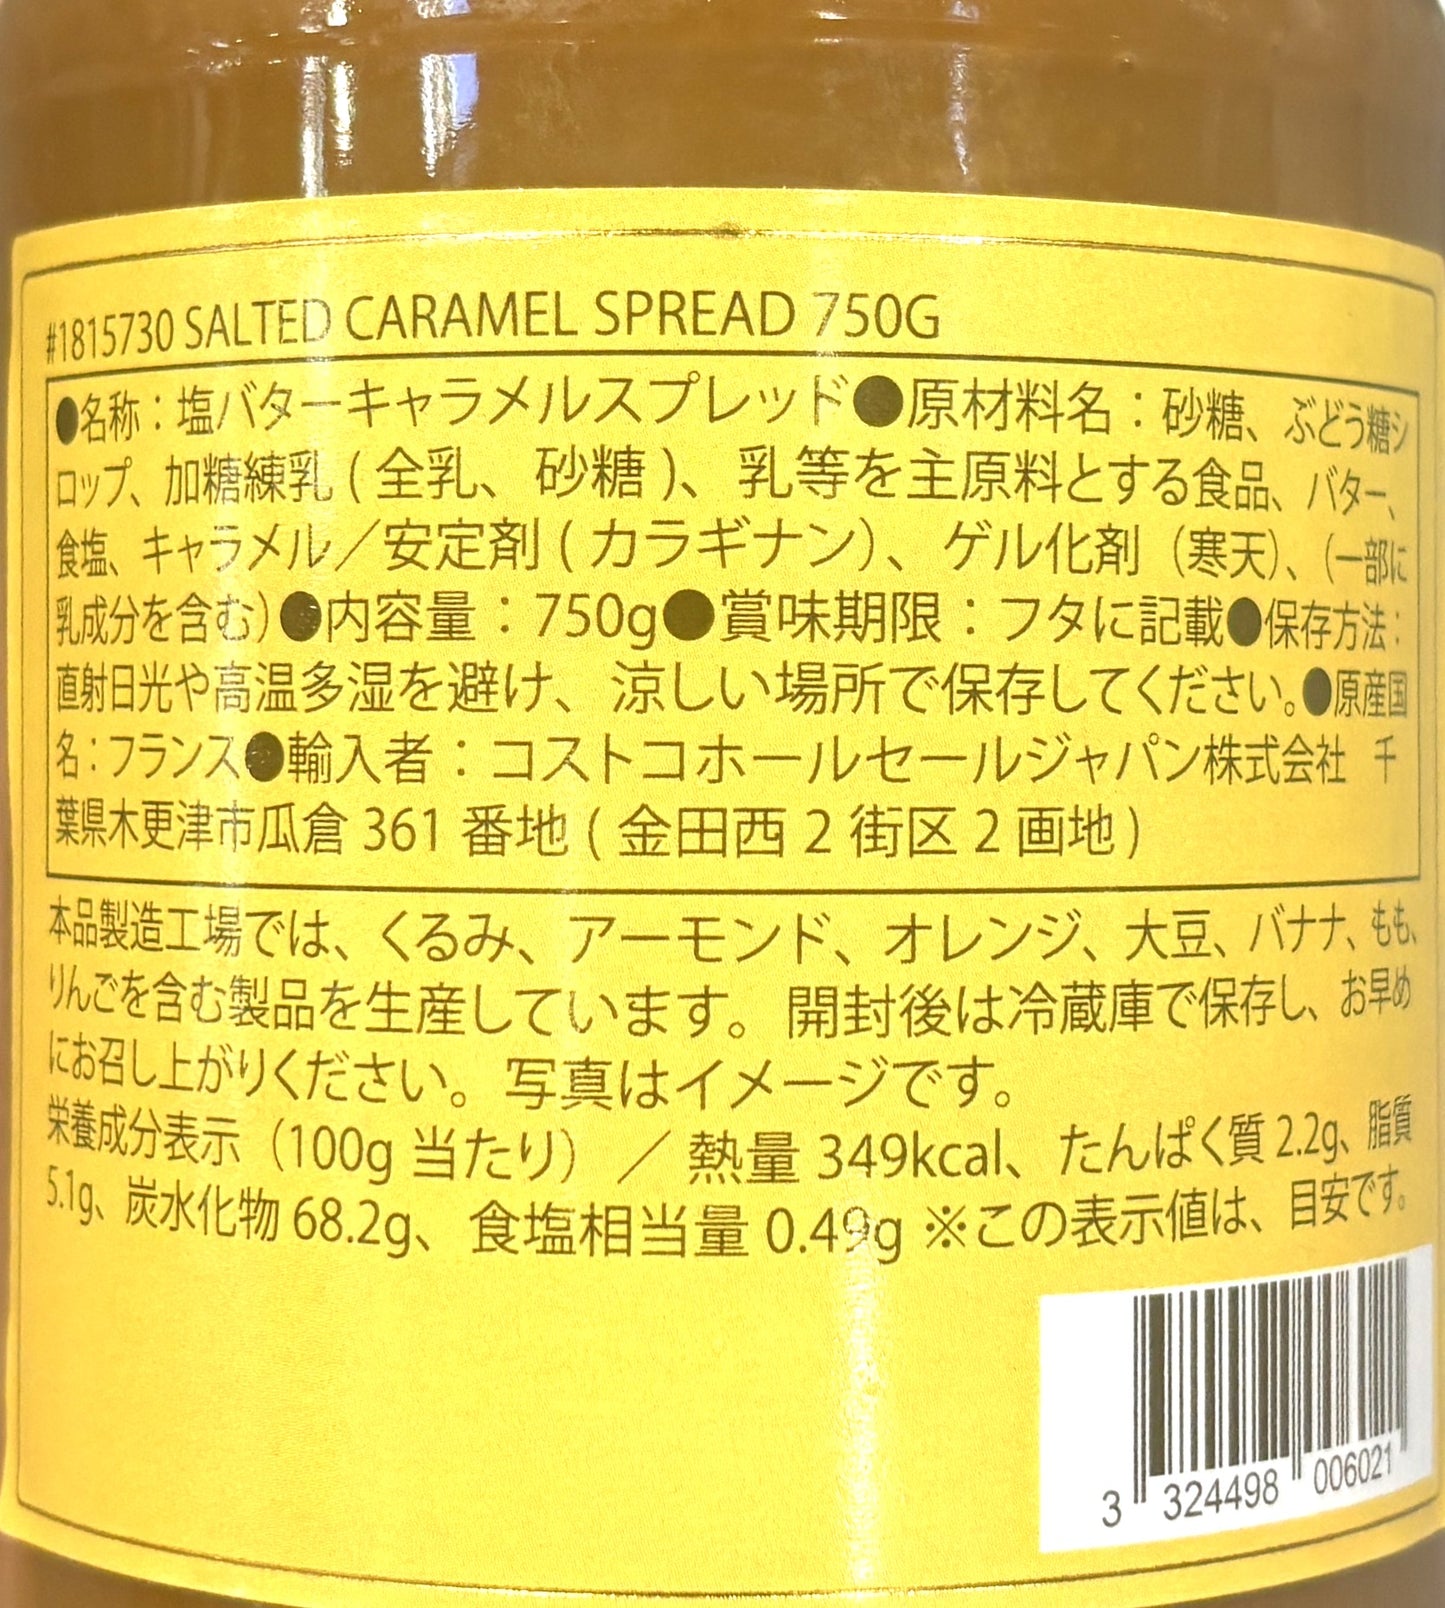 #1815730 SALTED CARAMEL SPREAD 750G
●名称：塩バターキャラメルスプレッド●原材料名：砂糖、ぶどう糖シ
ロップ、加糖練乳 ( 全乳、砂糖 )、乳等を主原料とする食品、バター、
食塩、キャラメル／安定剤 ( カラギナン)、ゲル化剤（寒天)、(一部に
乳成分を含む)●内容量：750g●賞味期限：フタに記載●保存方法：
直射日光や高温多湿を避け、涼しい場所で保存してください。●原産国
名：フランス●輸入者：コストコホールセールジャパン株式会社 千
葉県木更津市瓜倉 361 番地 ( 金田西 2 街区 2 画地 )
本品製造工場では、くるみ、アーモンド、オレンジ、大豆、バナナ、もも、
りんごを含む製品を生産しています。開封後は冷蔵庫で保存し、お早め
にお召し上がりください。写真はイメージです。
栄養成分表示（100g 当たり）／ 熱量 349kcal、たんぱく質 2.2g、脂質
5.1g、炭水化物 68.2g、食塩相当量 0.49g ※この表示値は、目安です。
3 324498 006021